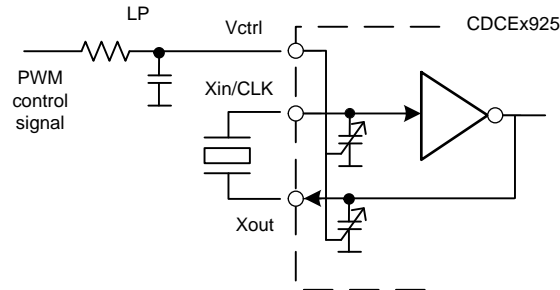 LP
Vctrl
CDCEx925
PWM
control
signal
Xin/CLK
Xout